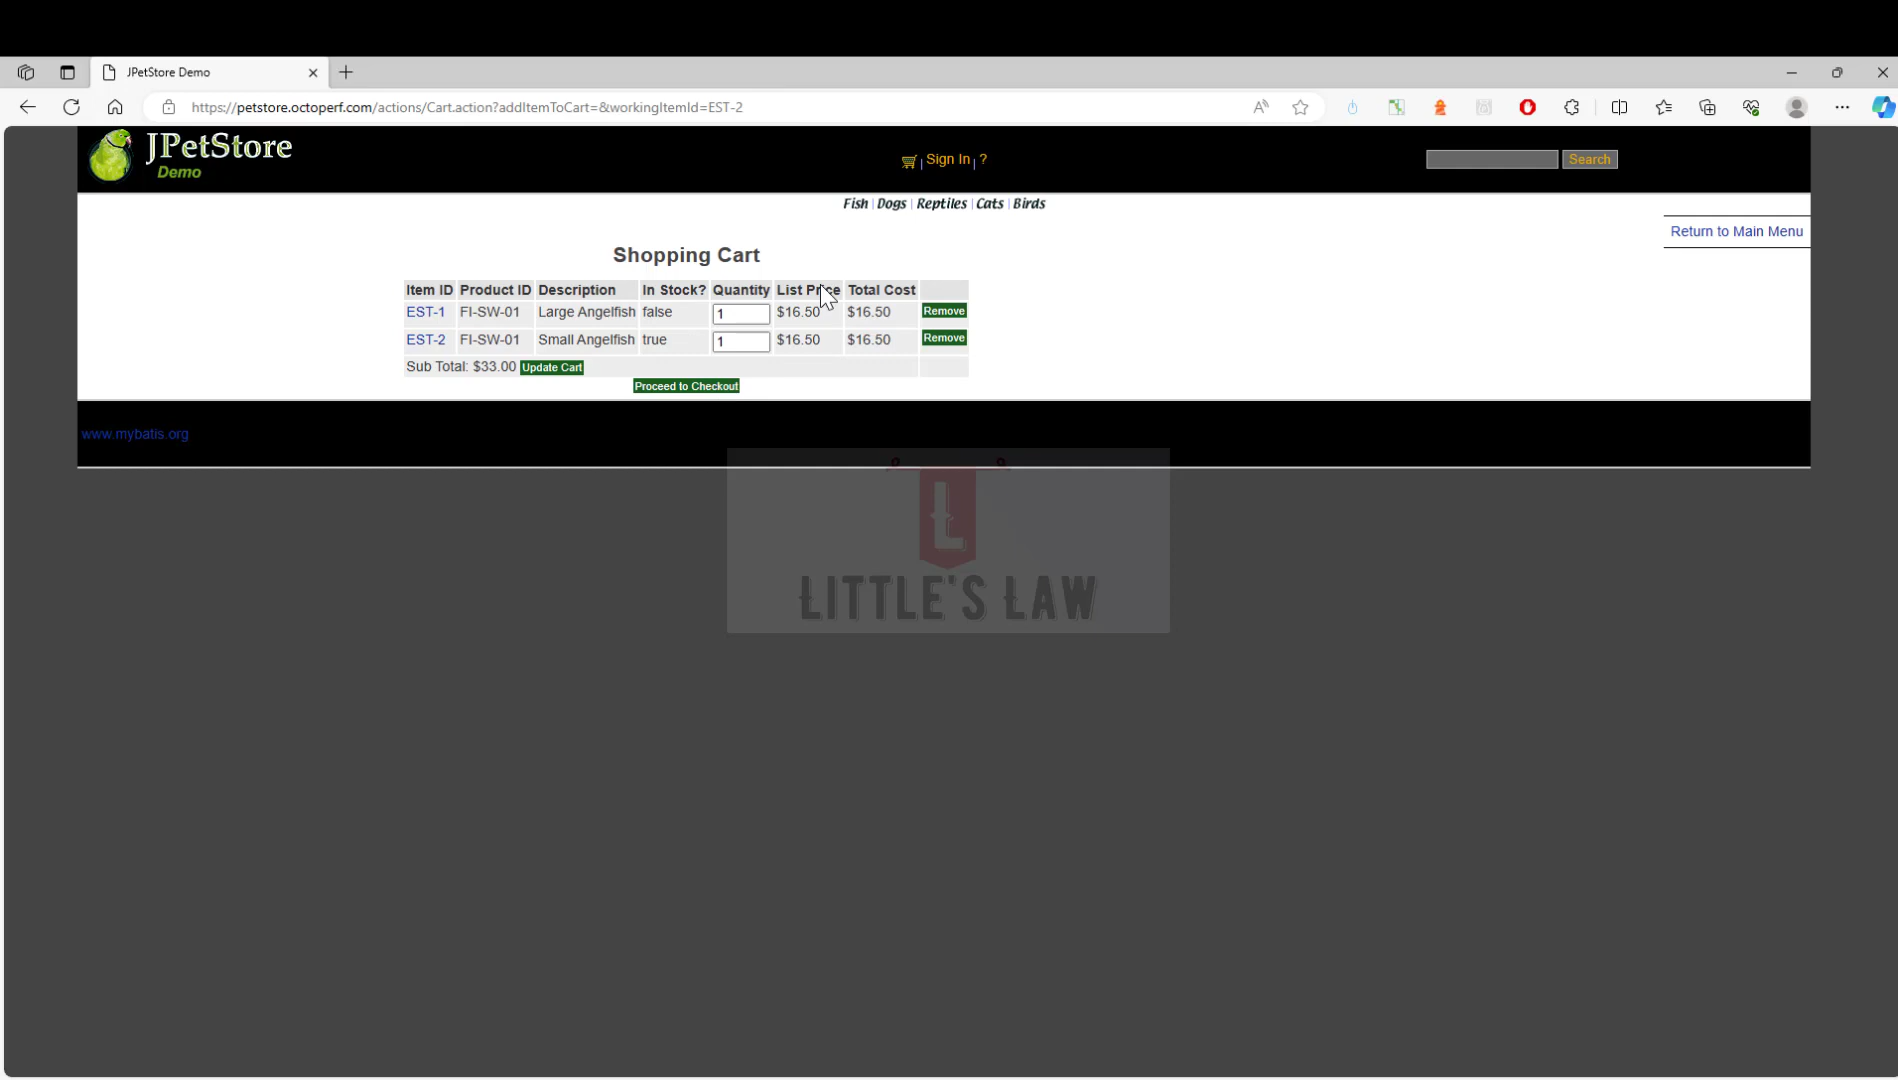 JPetStore Demo
https://petstore.octoperf.com/actions/Cart.action?addItemToCart=&workingItemId=EST-2
JPetStore
Demo
Sign In | ?
Search
Fish | Dogs | Reptiles | Cats | Birds
Return to Main Menu
Shopping Cart
Item ID Product ID Description In Stock? Quantity List Price Total Cost
EST-1 FI-SW-01 Large Angelfish false 1 $16.50 $16.50 Remove
EST-2 FI-SW-01 Small Angelfish true 1 $16.50 $16.50 Remove
Sub Total: $33.00 Update Cart
Proceed to Checkout
www.mybatis.org
L
LITTLE'S LAW